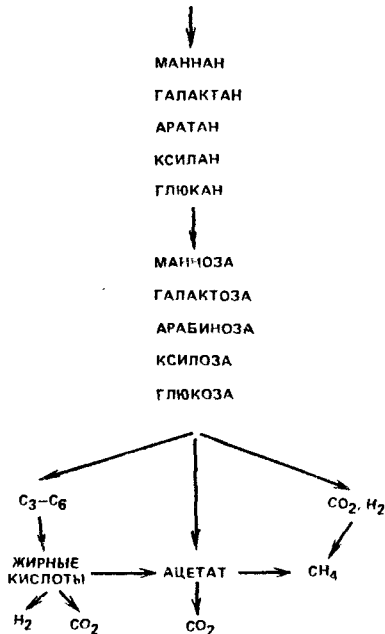 МАННАН
ГАЛАКТАН
АРАТАН
КСИЛАН
ГЛЮКАН
МАННОЗА
ГАЛАКТОЗА
АРАБИНОЗА
КСИЛОЗА
ГЛЮКОЗА
C₃–C₆
CO₂, H₂
ЖИРНЫЕ
КИСЛОТЫ
АЦЕТАТ
CH₄
H₂
CO₂
CO₂